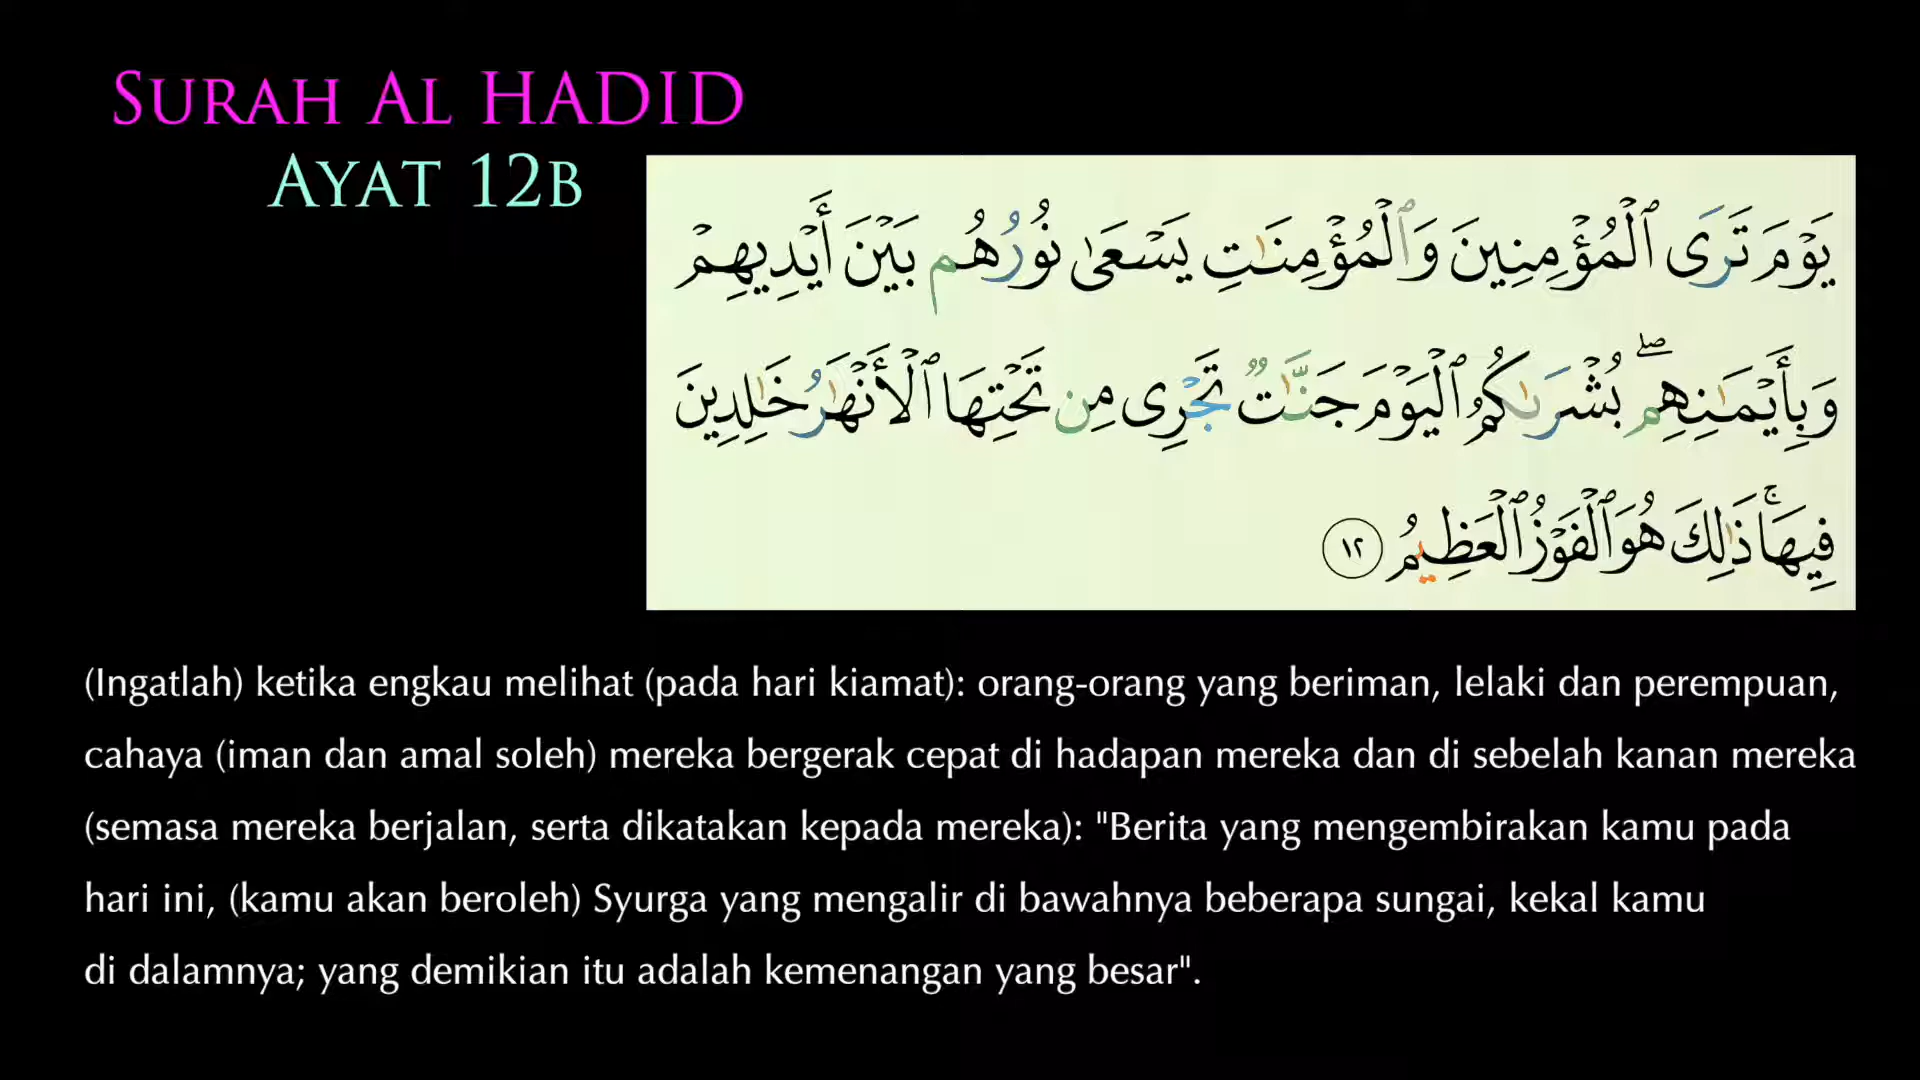 SURAH AL HADID
AYAT 12B
يَوْمَ تَرَى ٱلْمُؤْمِنِينَ وَٱلْمُؤْمِنَـٰتِ يَسْعَىٰ نُورُهُم بَيْنَ أَيْدِيهِمْ
وَبِأَيْمَـٰنِهِم ۖ بُشْرَىٰكُمُ ٱلْيَوْمَ جَنَّـٰتٌ تَجْرِى مِن تَحْتِهَا ٱلْأَنْهَـٰرُ خَـٰلِدِينَ
فِيهَا ۚ ذَٰلِكَ هُوَ ٱلْفَوْزُ ٱلْعَظِيمُ ١٢
(Ingatlah) ketika engkau melihat (pada hari kiamat): orang-orang yang beriman, lelaki dan perempuan,
cahaya (iman dan amal soleh) mereka bergerak cepat di hadapan mereka dan di sebelah kanan mereka
(semasa mereka berjalan, serta dikatakan kepada mereka): "Berita yang mengembirakan kamu pada
hari ini, (kamu akan beroleh) Syurga yang mengalir di bawahnya beberapa sungai, kekal kamu
di dalamnya; yang demikian itu adalah kemenangan yang besar".